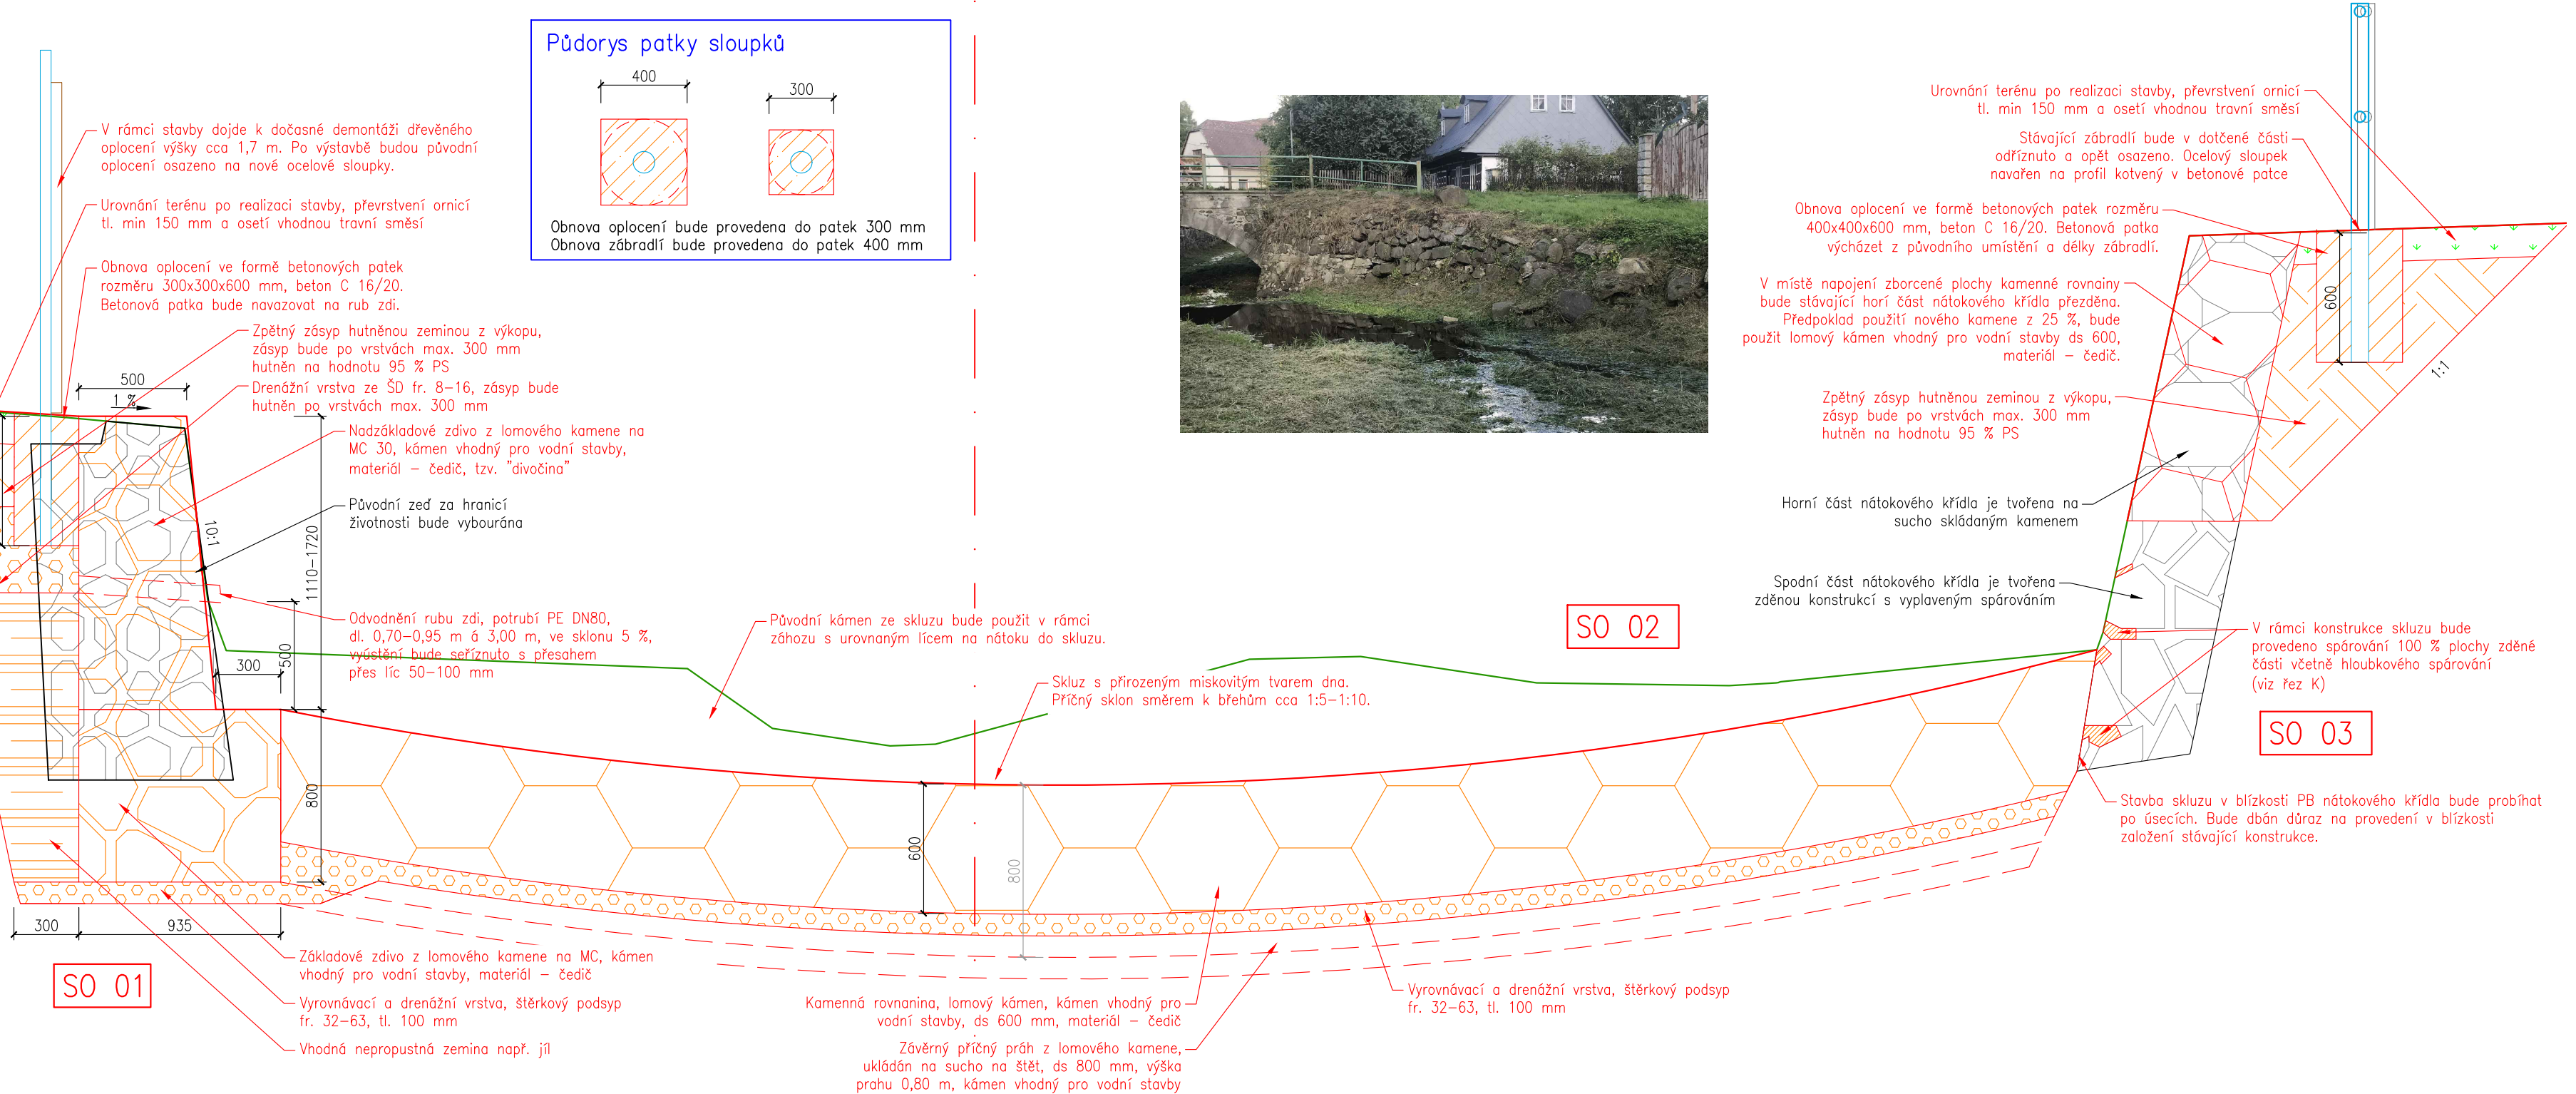 Půdorys patky sloupků
400
300
Obnova oplocení bude provedena do patek 300 mm
Obnova zábradlí bude provedena do patek 400 mm
V rámci stavby dojde k dočasné demontáži dřevěného
oplocení výšky cca 1,7 m. Po výstavbě budou původní
oplocení osazeno na nové ocelové sloupky.
Urovnání terénu po realizaci stavby, převrstvení ornicí
tl. min 150 mm a osetí vhodnou travní směsí
Obnova oplocení ve formě betonových patek
rozměru 300x300x600 mm, beton C 16/20.
Betonová patka bude navazovat na rub zdi.
Zpětný zásyp hutněnou zeminou z výkopu,
zásyp bude po vrstvách max. 300 mm
hutněn na hodnotu 95 % PS
Drenážní vrstva ze ŠD fr. 8-16, zásyp bude
hutněn po vrstvách max. 300 mm
500
1 %
Nadzákladové zdivo z lomového kamene na
MC 30, kámen vhodný pro vodní stavby,
materiál – čedič, tzv. "divočina"
Původní zeď za hranicí
životnosti bude vybourána
10:1
1110-1720
Odvodnění rubu zdi, potrubí PE DN80,
dl. 0,70-0,95 m á 3,00 m, ve sklonu 5 %,
vyústění bude seříznuto s přesahem
přes líc 50-100 mm
300
500
800
300
935
SO 01
Základové zdivo z lomového kamene na MC, kámen
vhodný pro vodní stavby, materiál – čedič
Vyrovnávací a drenážní vrstva, štěrkový podsyp
fr. 32-63, tl. 100 mm
Vhodná nepropustná zemina např. jíl
Původní kámen ze skluzu bude použit v rámci
záhozu s urovnaným lícem na nátoku do skluzu.
Skluz s přirozeným miskovitým tvarem dna.
Příčný sklon směrem k břehům cca 1:5-1:10.
600
800
Kamenná rovnanina, lomový kámen, kámen vhodný pro
vodní stavby, ds 600 mm, materiál – čedič
Závěrný příčný práh z lomového kamene,
ukládán na sucho na štět, ds 800 mm, výška
prahu 0,80 m, kámen vhodný pro vodní stavby
Vyrovnávací a drenážní vrstva, štěrkový podsyp
fr. 32-63, tl. 100 mm
SO 02
Urovnání terénu po realizaci stavby, převrstvení ornicí
tl. min 150 mm a osetí vhodnou travní směsí
Stávající zábradlí bude v dotčené části
odříznuto a opět osazeno. Ocelový sloupek
navařen na profil kotvený v betonové patce
Obnova oplocení ve formě betonových patek rozměru
400x400x600 mm, beton C 16/20. Betonová patka
výcházet z původního umístění a délky zábradlí.
V místě napojení zborcené plochy kamenné rovnainy
bude stávající horí část nátokového křídla přezděna.
Předpoklad použití nového kamene z 25 %, bude
použit lomový kámen vhodný pro vodní stavby ds 600,
materiál – čedič.
600
1:1
Zpětný zásyp hutněnou zeminou z výkopu,
zásyp bude po vrstvách max. 300 mm
hutněn na hodnotu 95 % PS
Horní část nátokového křídla je tvořena na
sucho skládaným kamenem
Spodní část nátokového křídla je tvořena
zděnou konstrukcí s vyplaveným spárováním
V rámci konstrukce skluzu bude
provedeno spárování 100 % plochy zděné
části včetně hloubkového spárování
(viz řez K)
SO 03
Stavba skluzu v blízkosti PB nátokového křídla bude probíhat
po úsecích. Bude dbán důraz na provedení v blízkosti
založení stávající konstrukce.